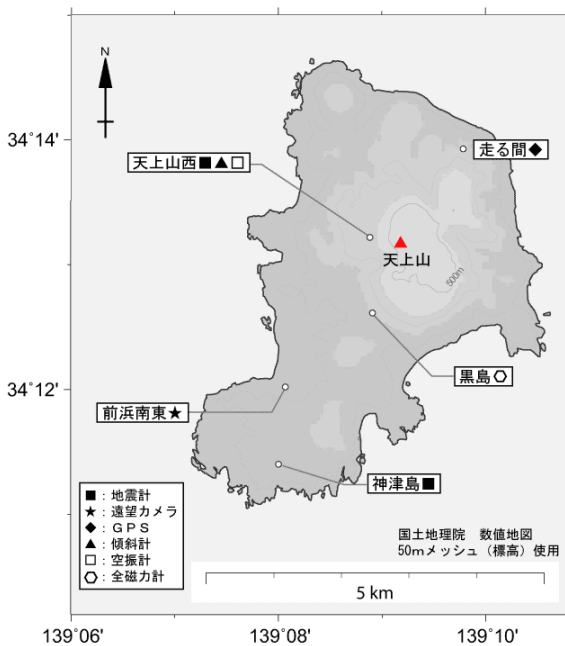 N
34°14'
走る間◆
天上山西■▲□
天上山
500m
黒島⬡
34°12'
前浜南東★
神津島■
■：地震計
★：遠望カメラ
◆：ＧＰＳ
▲：傾斜計
□：空振計
⬡：全磁力計
国土地理院　数値地図
50mメッシュ（標高）使用
5 km
139°06'
139°08'
139°10'